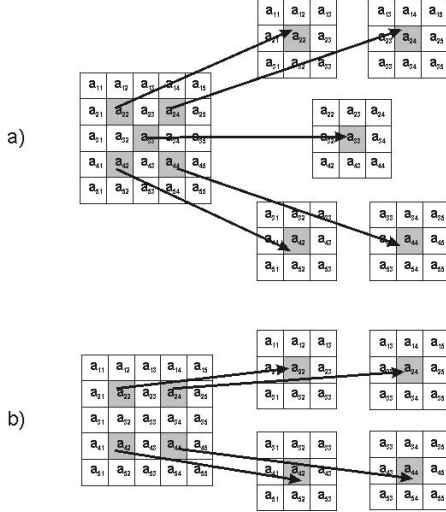 a)
a₁₁ a₁₂ a₁₃ a₁₄ a₁₅
a₂₁ a₂₂ a₂₃ a₂₄ a₂₅
a₃₁ a₃₂ a₃₃ a₃₄ a₃₅
a₄₁ a₄₂ a₄₃ a₄₄ a₄₅
a₅₁ a₅₂ a₅₃ a₅₄ a₅₅
a₁₁ a₁₂ a₁₃
a₂₁ a₂₂ a₂₃
a₃₁ a₃₂ a₃₃
a₁₃ a₁₄ a₁₅
a₂₃ a₂₄ a₂₅
a₃₃ a₃₄ a₃₅
a₂₂ a₂₃ a₂₄
a₃₂ a₃₃ a₃₄
a₄₂ a₄₃ a₄₄
a₃₁ a₃₂ a₃₃
a₄₁ a₄₂ a₄₃
a₅₁ a₅₂ a₅₃
a₃₃ a₃₄ a₃₅
a₄₃ a₄₄ a₄₅
a₅₃ a₅₄ a₅₅
b)
a₁₁ a₁₂ a₁₃ a₁₄ a₁₅
a₂₁ a₂₂ a₂₃ a₂₄ a₂₅
a₃₁ a₃₂ a₃₃ a₃₄ a₃₅
a₄₁ a₄₂ a₄₃ a₄₄ a₄₅
a₅₁ a₅₂ a₅₃ a₅₄ a₅₅
a₁₁ a₁₂ a₁₃
a₂₁ a₂₂ a₂₃
a₃₁ a₃₂ a₃₃
a₁₃ a₁₄ a₁₅
a₂₃ a₂₄ a₂₅
a₃₃ a₃₄ a₃₅
a₃₁ a₃₂ a₃₃
a₄₁ a₄₂ a₄₃
a₅₁ a₅₂ a₅₃
a₃₃ a₃₄ a₃₅
a₄₃ a₄₄ a₄₅
a₅₃ a₅₄ a₅₅